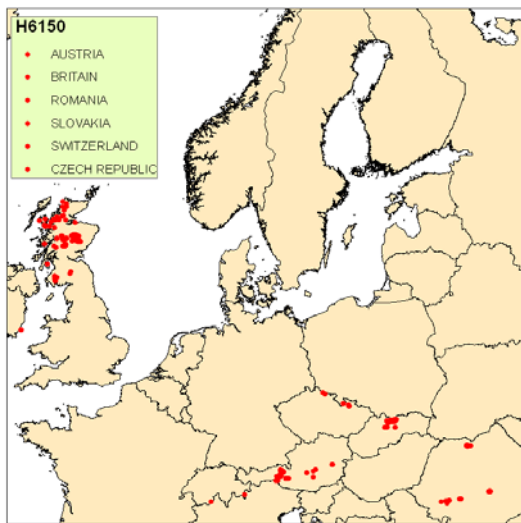 H6150
AUSTRIA
BRITAIN
ROMANIA
SLOVAKIA
SWITZERLAND
CZECH REPUBLIC